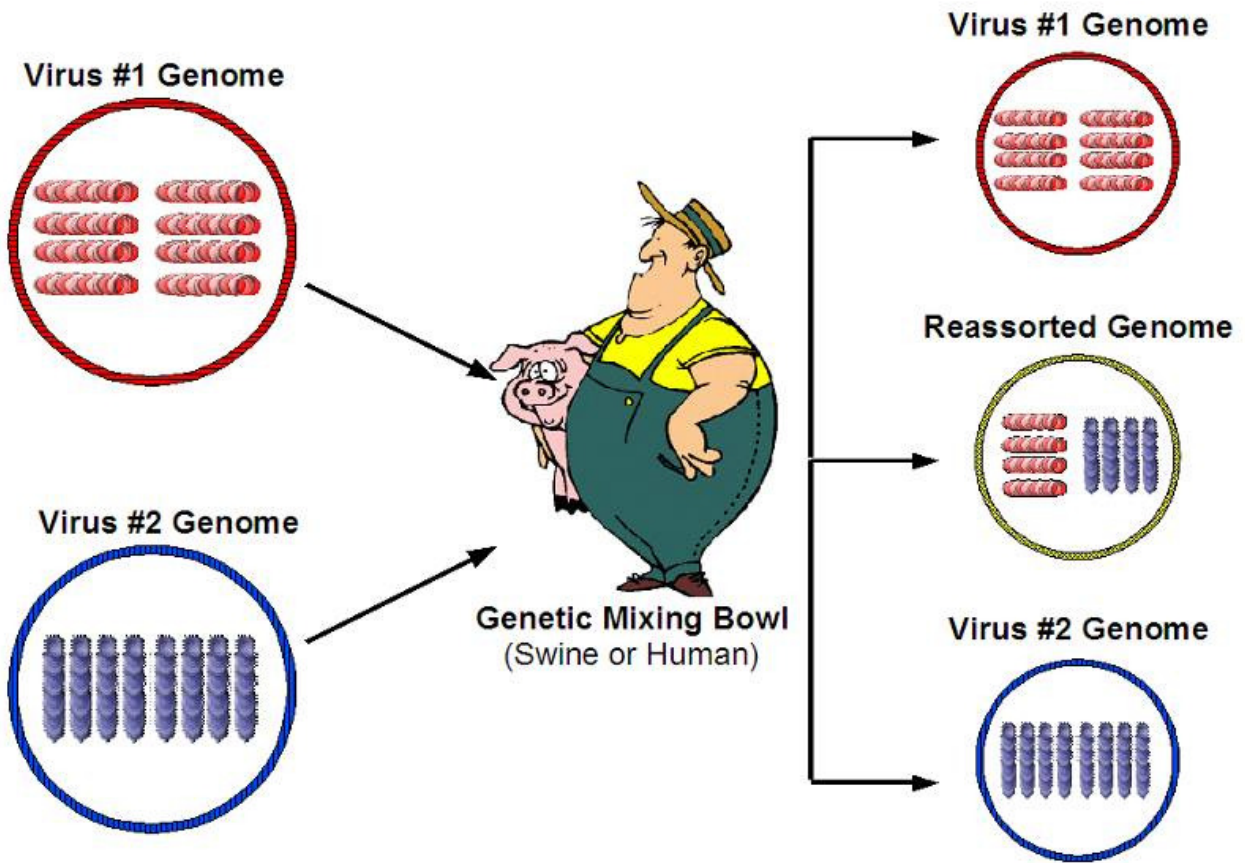 Virus #1 Genome
Virus #2 Genome
Genetic Mixing Bowl
(Swine or Human)
Virus #1 Genome
Reassorted Genome
Virus #2 Genome